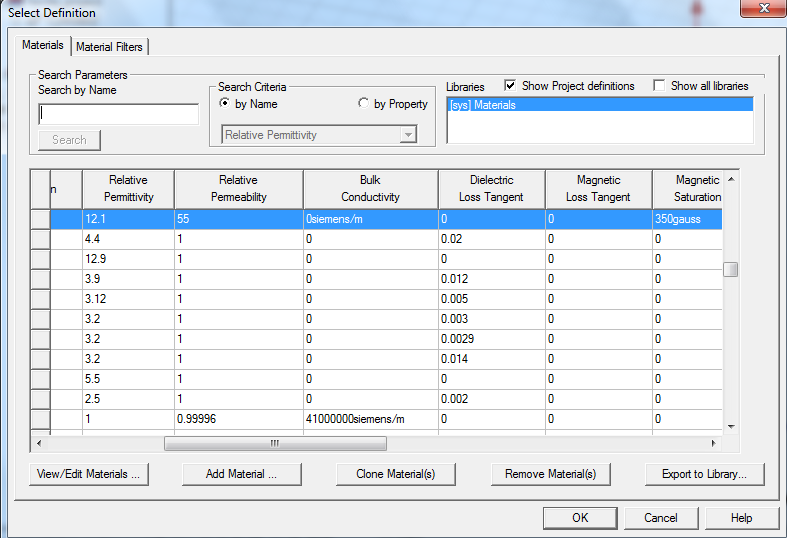 Select Definition
Materials Material Filters
Search Parameters
Search by Name
Search Criteria
by Name by Property
Relative Permittivity
Search
Libraries Show Project definitions Show all libraries
[sys] Materials
n Relative Permittivity Relative Permeability Bulk Conductivity Dielectric Loss Tangent Magnetic Loss Tangent Magnetic Saturation
12.1 55 0siemens/m 0 0 350gauss
4.4 1 0 0.02 0 0
12.9 1 0 0 0 0
3.9 1 0 0.012 0 0
3.12 1 0 0.005 0 0
3.2 1 0 0.003 0 0
3.2 1 0 0.0029 0 0
3.2 1 0 0.014 0 0
5.5 1 0 0 0 0
2.5 1 0 0.002 0 0
1 0.99996 41000000siemens/m 0 0 0
View/Edit Materials ... Add Material ... Clone Material(s) Remove Material(s) Export to Library...
OK Cancel Help